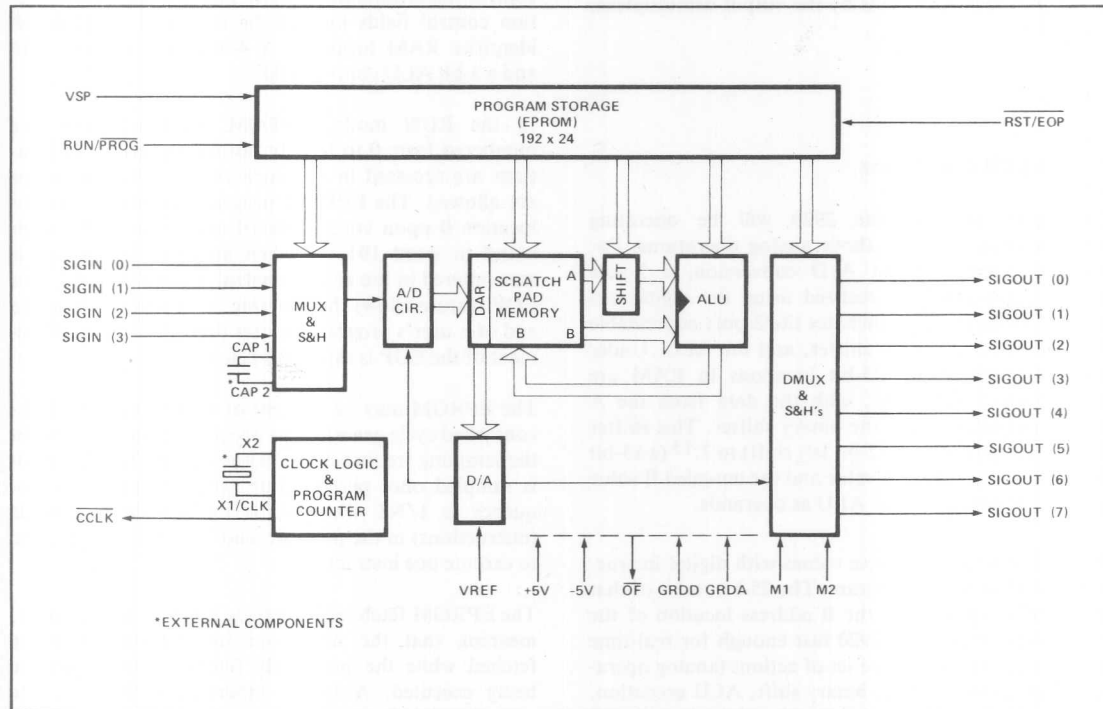 VSP
RUN/PROG
PROGRAM STORAGE
(EPROM)
192 x 24
RST/EOP
SIGIN (0)
SIGIN (1)
SIGIN (2)
SIGIN (3)
CAP 1
CAP 2
MUX
&
S&H
A/D
CIR.
DAR
SCRATCH
PAD
MEMORY
A
B
B
SHIFT
ALU
SIGOUT (0)
SIGOUT (1)
SIGOUT (2)
SIGOUT (3)
SIGOUT (4)
SIGOUT (5)
SIGOUT (6)
SIGOUT (7)
DMUX
&
S&H's
X2
*
X1/CLK
CCLK
CLOCK LOGIC
&
PROGRAM
COUNTER
D/A
VREF
+5V
-5V
OF
GRDD
GRDA
M1
M2
*EXTERNAL COMPONENTS